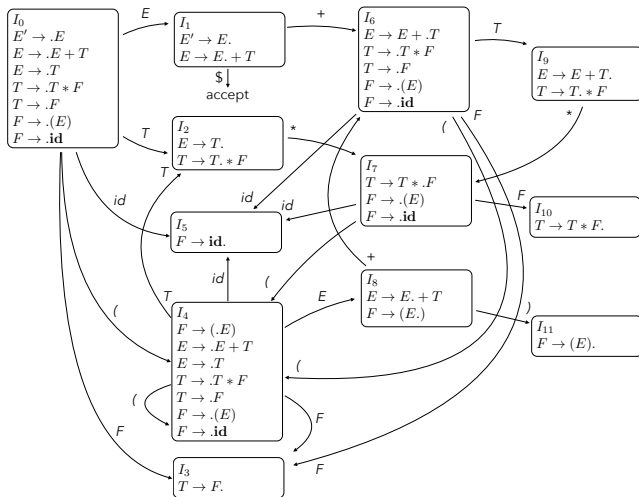 I0
E′ → .E
E → .E + T
E → .T
T → .T ∗ F
T → .F
F → .(E)
F → .id
E
I1
E′ → E.
E → E. + T
$
accept
+
I6
E → E + .T
T → .T ∗ F
T → .F
F → .(E)
F → .id
T
I9
E → E + T.
T → T. ∗ F
*
T
I2
E → T.
T → T. ∗ F
*
I7
T → T ∗ .F
F → .(E)
F → .id
F
I10
T → T ∗ F.
(
F
id
id
id
I5
F → id.
id
T
T
(
(
+
I8
E → E. + T
F → (E.)
)
I11
F → (E).
E
I4
F → (.E)
E → .E + T
E → .T
T → .T ∗ F
T → .F
F → .(E)
F → .id
(
(
F
F
F
I3
T → F.